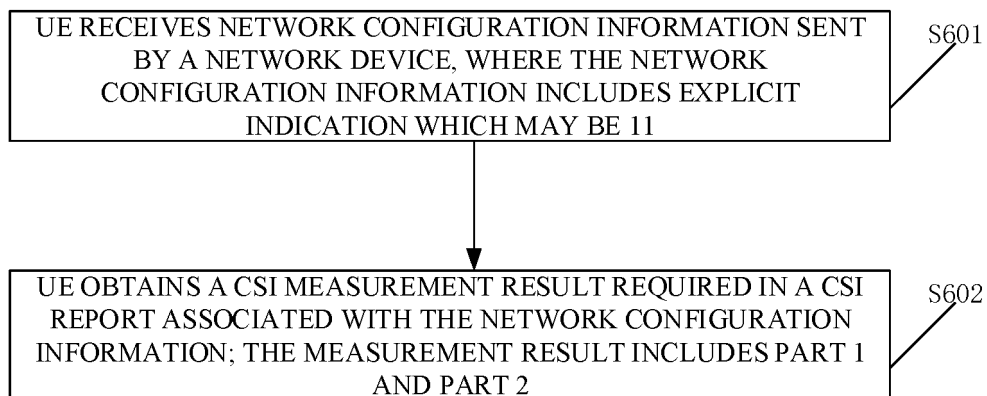 UE RECEIVES NETWORK CONFIGURATION INFORMATION SENT
BY A NETWORK DEVICE, WHERE THE NETWORK
CONFIGURATION INFORMATION INCLUDES EXPLICIT
INDICATION WHICH MAY BE 11
S601
UE OBTAINS A CSI MEASUREMENT RESULT REQUIRED IN A CSI
REPORT ASSOCIATED WITH THE NETWORK CONFIGURATION
INFORMATION; THE MEASUREMENT RESULT INCLUDES PART 1
AND PART 2
S602